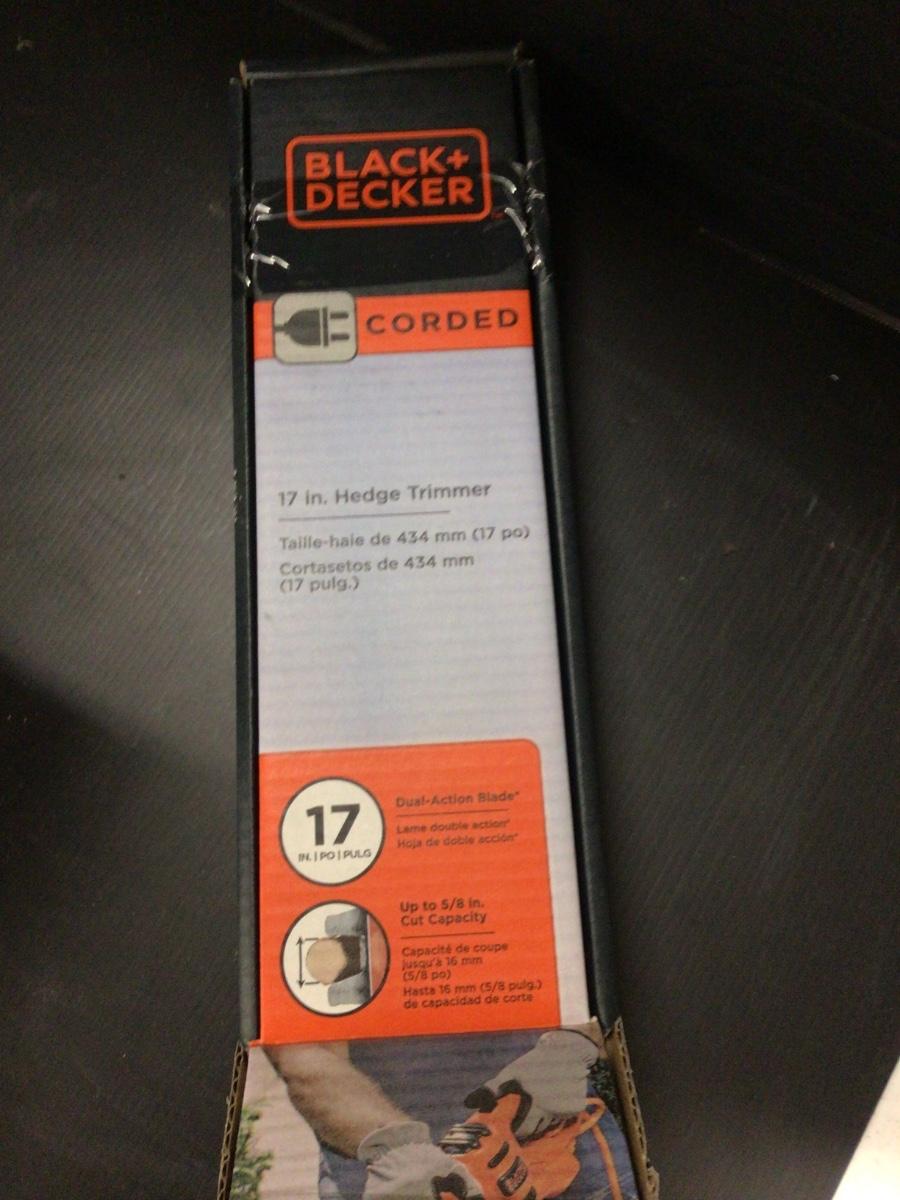 BLACK+
DECKER
CORDED
17 in. Hedge Trimmer
Taille-haie de 434 mm (17 po)
Cortasetos de 434 mm
(17 pulg.)
17
IN. | PO | PULG
Dual-Action Blade*
Lame double action*
Hoja de doble acción*
Up to 5/8 in.
Cut Capacity
Capacité de coupe
jusqu'à 16 mm
(5/8 po)
Hasta 16 mm (5/8 pulg.)
de capacidad de corte